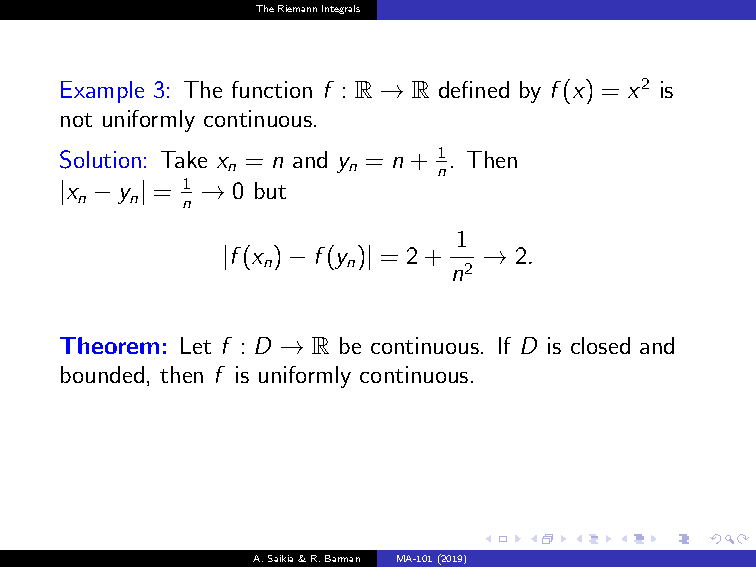 The Riemann Integrals
Example 3: The function f : ℝ → ℝ defined by f(x) = x² is
not uniformly continuous.
Solution: Take xₙ = n and yₙ = n + 1/n. Then
|xₙ − yₙ| = 1/n → 0 but
|f(xₙ) − f(yₙ)| = 2 + 1/n² → 2.
Theorem: Let f : D → ℝ be continuous. If D is closed and
bounded, then f is uniformly continuous.
A. Saikia & R. Barman MA-101 (2019)